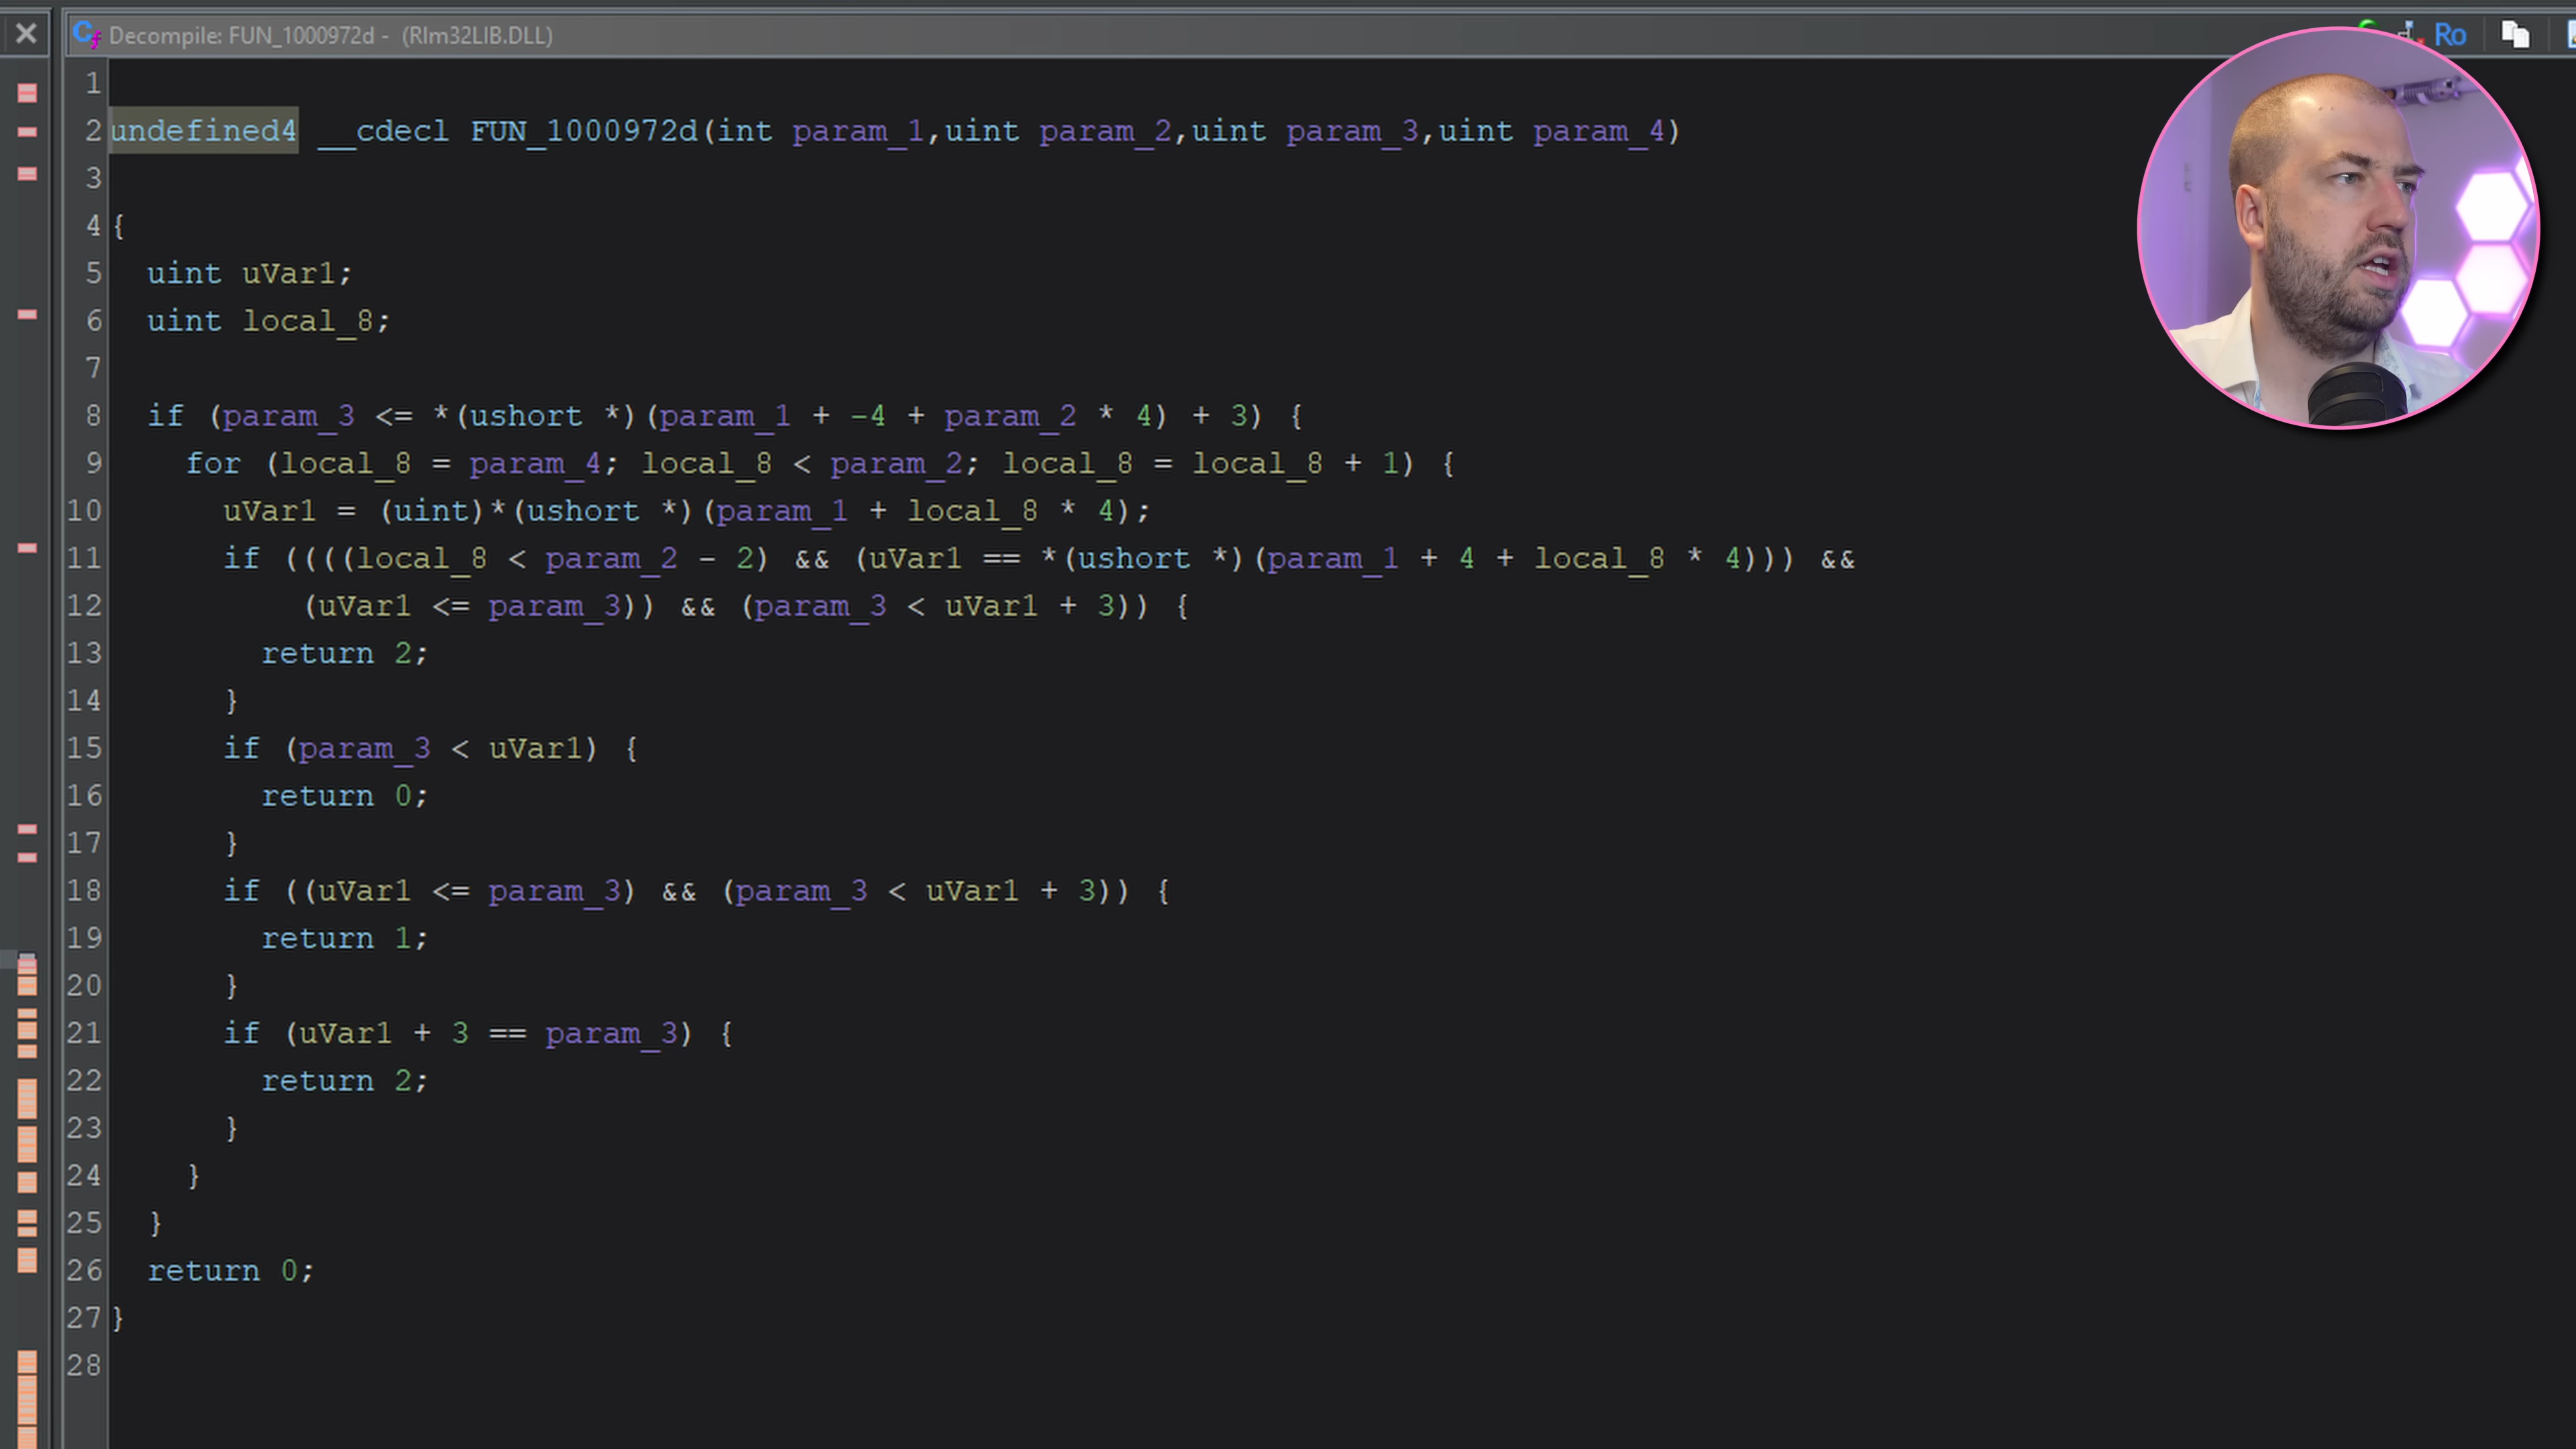 Decompile: FUN_1000972d - (Rlm32LIB.DLL)
Ro
1
2 undefined4 __cdecl FUN_1000972d(int param_1,uint param_2,uint param_3,uint param_4)
3
4 {
5 uint uVar1;
6 uint local_8;
7
8 if (param_3 <= *(ushort *)(param_1 + -4 + param_2 * 4) + 3) {
9 for (local_8 = param_4; local_8 < param_2; local_8 = local_8 + 1) {
10 uVar1 = (uint)*(ushort *)(param_1 + local_8 * 4);
11 if ((((local_8 < param_2 - 2) && (uVar1 == *(ushort *)(param_1 + 4 + local_8 * 4))) &&
12 (uVar1 <= param_3)) && (param_3 < uVar1 + 3)) {
13 return 2;
14 }
15 if (param_3 < uVar1) {
16 return 0;
17 }
18 if ((uVar1 <= param_3) && (param_3 < uVar1 + 3)) {
19 return 1;
20 }
21 if (uVar1 + 3 == param_3) {
22 return 2;
23 }
24 }
25 }
26 return 0;
27 }
28